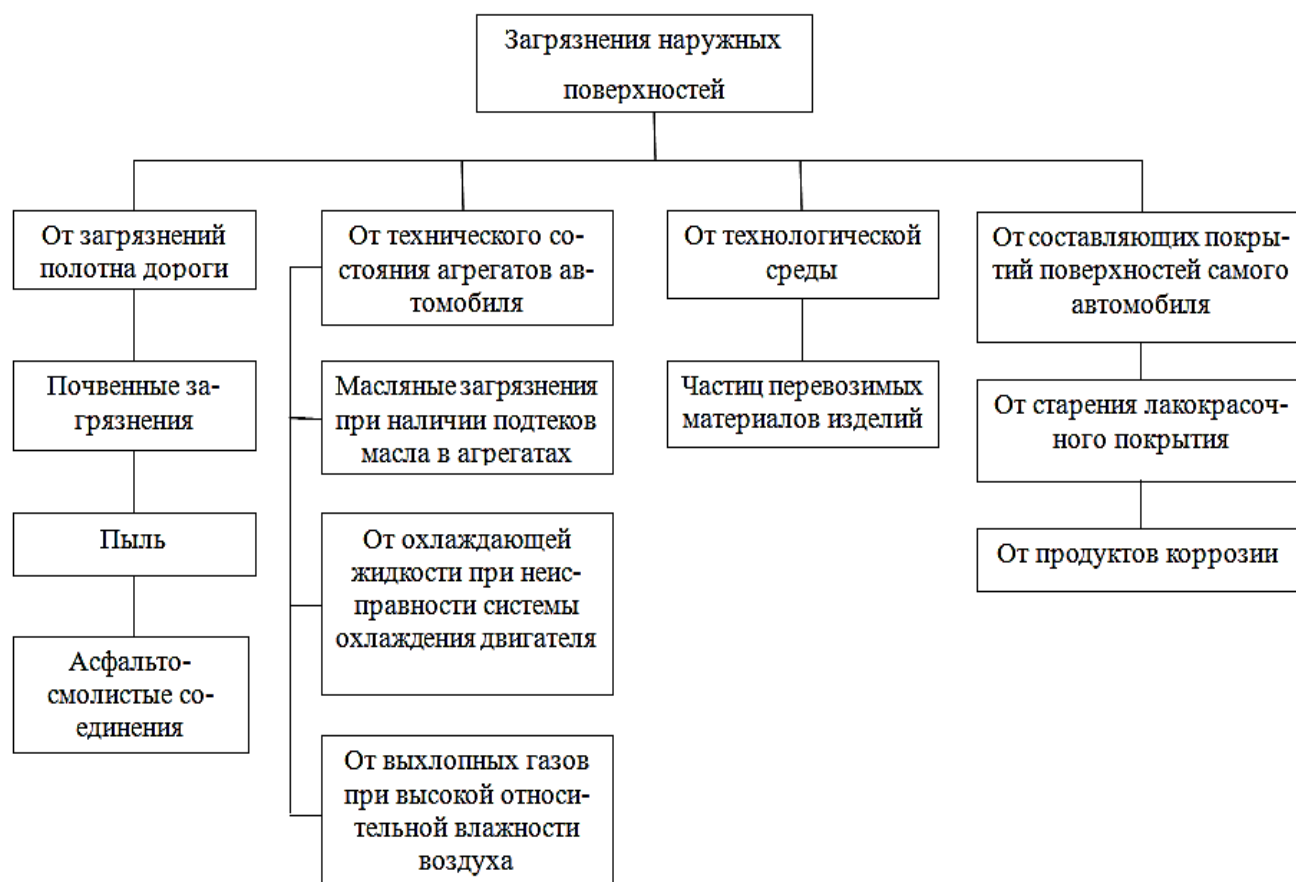 Загрязнения наружных
поверхностей
От загрязнений
полотна дороги
Почвенные за-
грязнения
Пыль
Асфальто-
смолистые со-
единения
От технического со-
стояния агрегатов ав-
томобиля
Масляные загрязнения
при наличии подтеков
масла в агрегатах
От охлаждающей
жидкости при неис-
правности системы
охлаждения двигателя
От выхлопных газов
при высокой относи-
тельной влажности
воздуха
От технологической
среды
Частиц перевозимых
материалов изделий
От составляющих покры-
тий поверхностей самого
автомобиля
От старения лакокрасоч-
ного покрытия
От продуктов коррозии